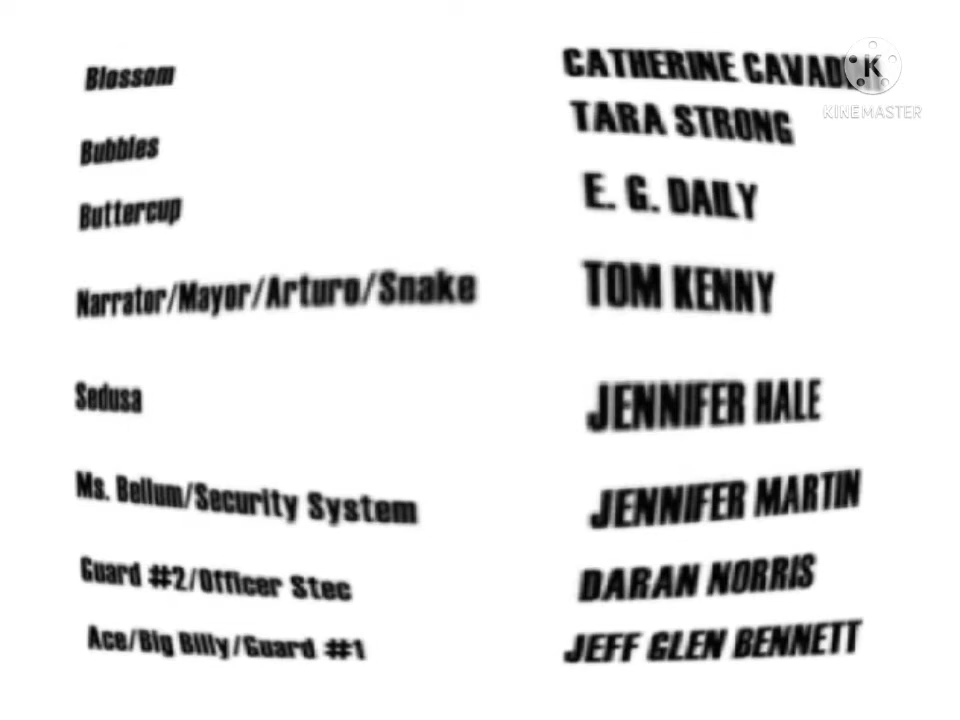 Blossom CATHERINE
K
KINEMASTER
Bubbles TARA STRONG
Buttercup E. G. DAILY
Narrator/Mayor/Arturo/Snake TOM KENNY
Sedusa JENNIFER HALE
Ms. Bellum/Security System JENNIFER MARTIN
Guard #2/Officer Stec DARAN NORRIS
Ace/Big Billy/Guard #1 JEFF GLEN BENNETT